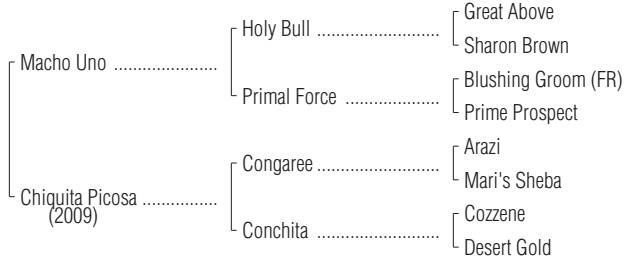 Great Above
Holy Bull ..............................
Sharon Brown
Macho Uno .........................
Blushing Groom (FR)
Primal Force .......................
Prime Prospect
Arazi
Congaree ..............................
Mari's Sheba
Chiquita Picosa ..................
(2009)
Cozzene
Conchita ..............................
Desert Gold